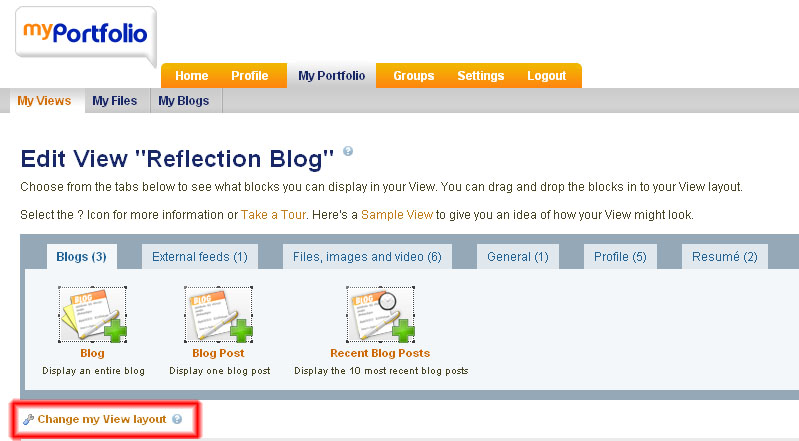 myPortfolio
Home Profile My Portfolio Groups Settings Logout
My Views My Files My Blogs
Edit View "Reflection Blog" ?
Choose from the tabs below to see what blocks you can display in your View. You can drag and drop the blocks in to your View layout.
Select the ? Icon for more information or Take a Tour. Here's a Sample View to give you an idea of how your View might look.
Blogs (3) External feeds (1) Files, images and video (6) General (1) Profile (5) Resumé (2)
BLOG BLOG BLOG
Blog Blog Post Recent Blog Posts
Display an entire blog Display one blog post Display the 10 most recent blog posts
Change my View layout ?